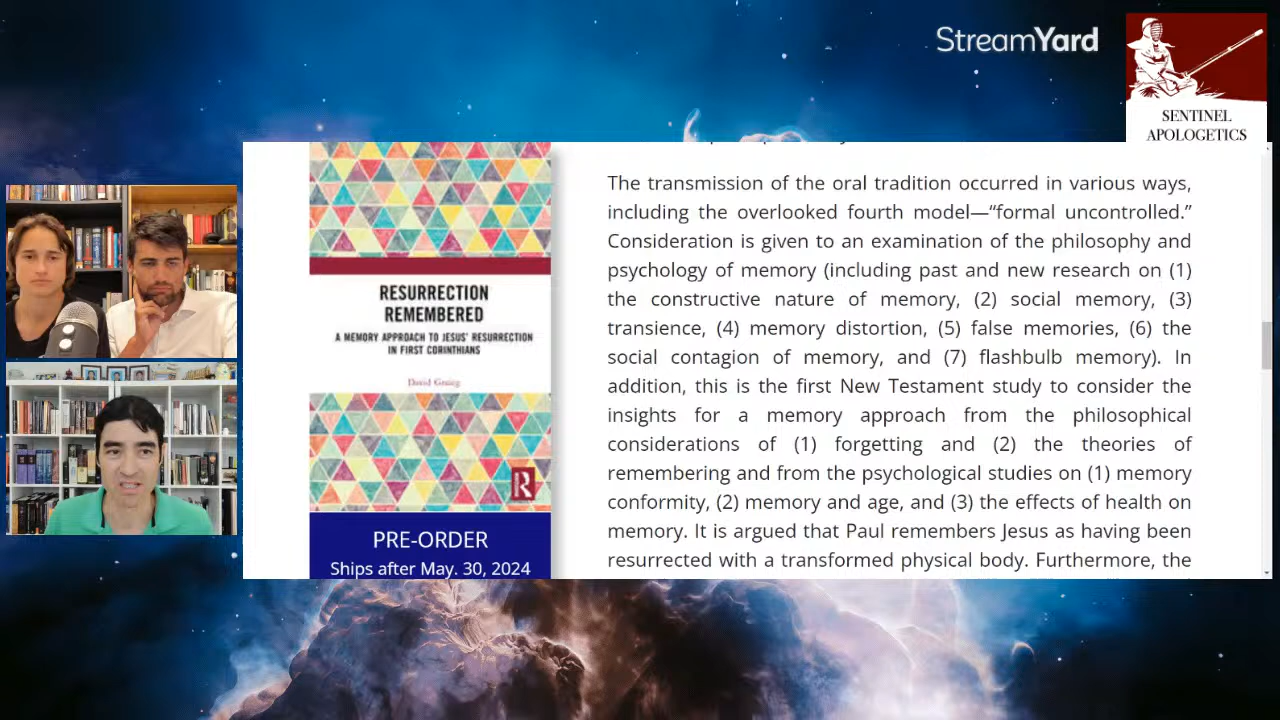 StreamYard
SENTINEL
APOLOGETICS
RESURRECTION
REMEMBERED
A MEMORY APPROACH TO JESUS' RESURRECTION
IN FIRST CORINTHIANS
David Graieg
PRE-ORDER
Ships after May. 30, 2024
The transmission of the oral tradition occurred in various ways,
including the overlooked fourth model—“formal uncontrolled.”
Consideration is given to an examination of the philosophy and
psychology of memory (including past and new research on (1)
the constructive nature of memory, (2) social memory, (3)
transience, (4) memory distortion, (5) false memories, (6) the
social contagion of memory, and (7) flashbulb memory). In
addition, this is the first New Testament study to consider the
insights for a memory approach from the philosophical
considerations of (1) forgetting and (2) the theories of
remembering and from the psychological studies on (1) memory
conformity, (2) memory and age, and (3) the effects of health on
memory. It is argued that Paul remembers Jesus as having been
resurrected with a transformed physical body. Furthermore, the